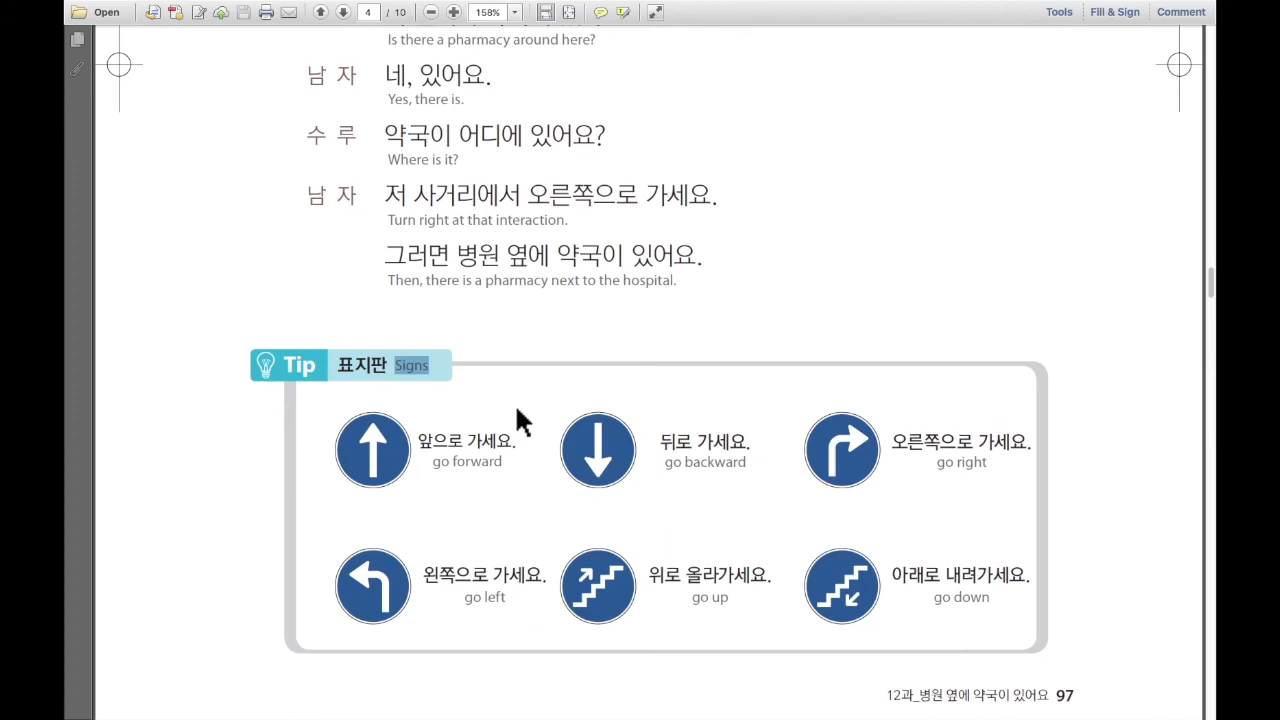 Open 4 / 10 158% Tools Fill & Sign Comment
Is there a pharmacy around here?
남 자 네, 있어요.
Yes, there is.
수 루 약국이 어디에 있어요?
Where is it?
남 자 저 사거리에서 오른쪽으로 가세요.
Turn right at that interaction.
그러면 병원 옆에 약국이 있어요.
Then, there is a pharmacy next to the hospital.
Tip 표지판 Signs
앞으로 가세요. 뒤로 가세요. 오른쪽으로 가세요.
go forward go backward go right
왼쪽으로 가세요. 위로 올라가세요. 아래로 내려가세요.
go left go up go down
12과_병원 옆에 약국이 있어요 97